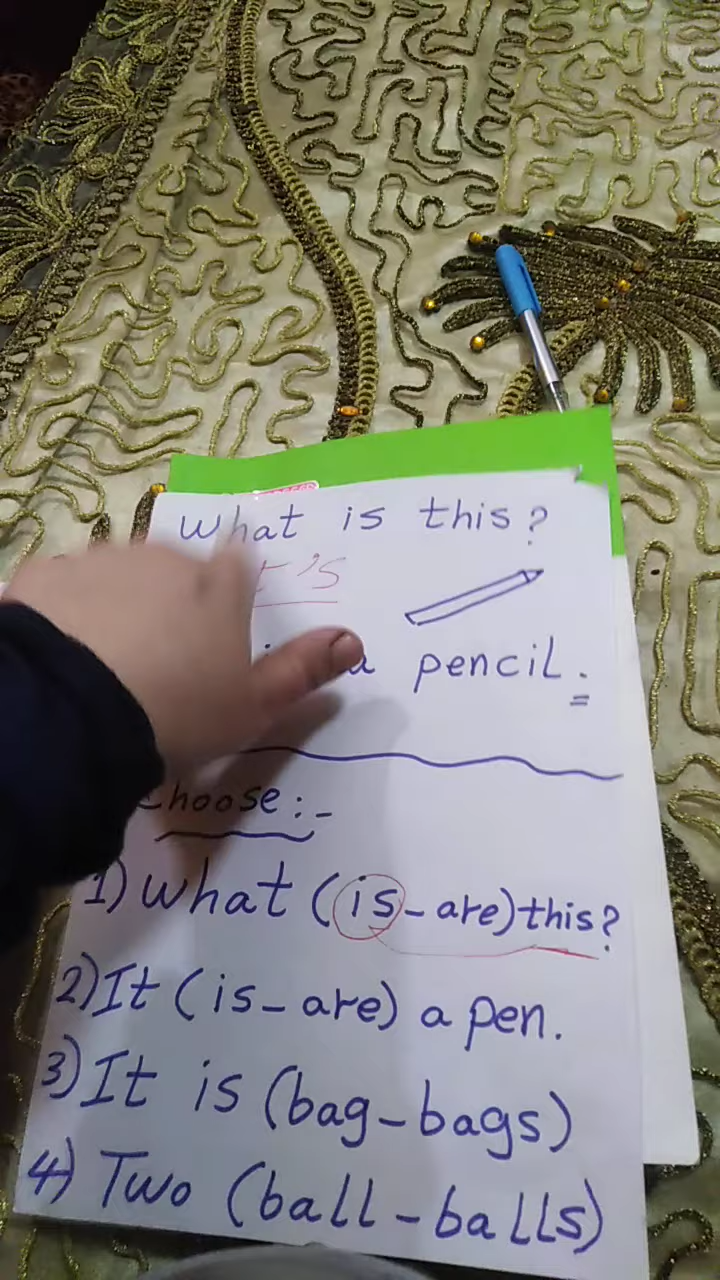 What is this?
t's
a pencil.
Choose:-
1) What (is - are) this?
2) It (is - are) a pen.
3) It is (bag - bags)
4) Two (ball - balls)